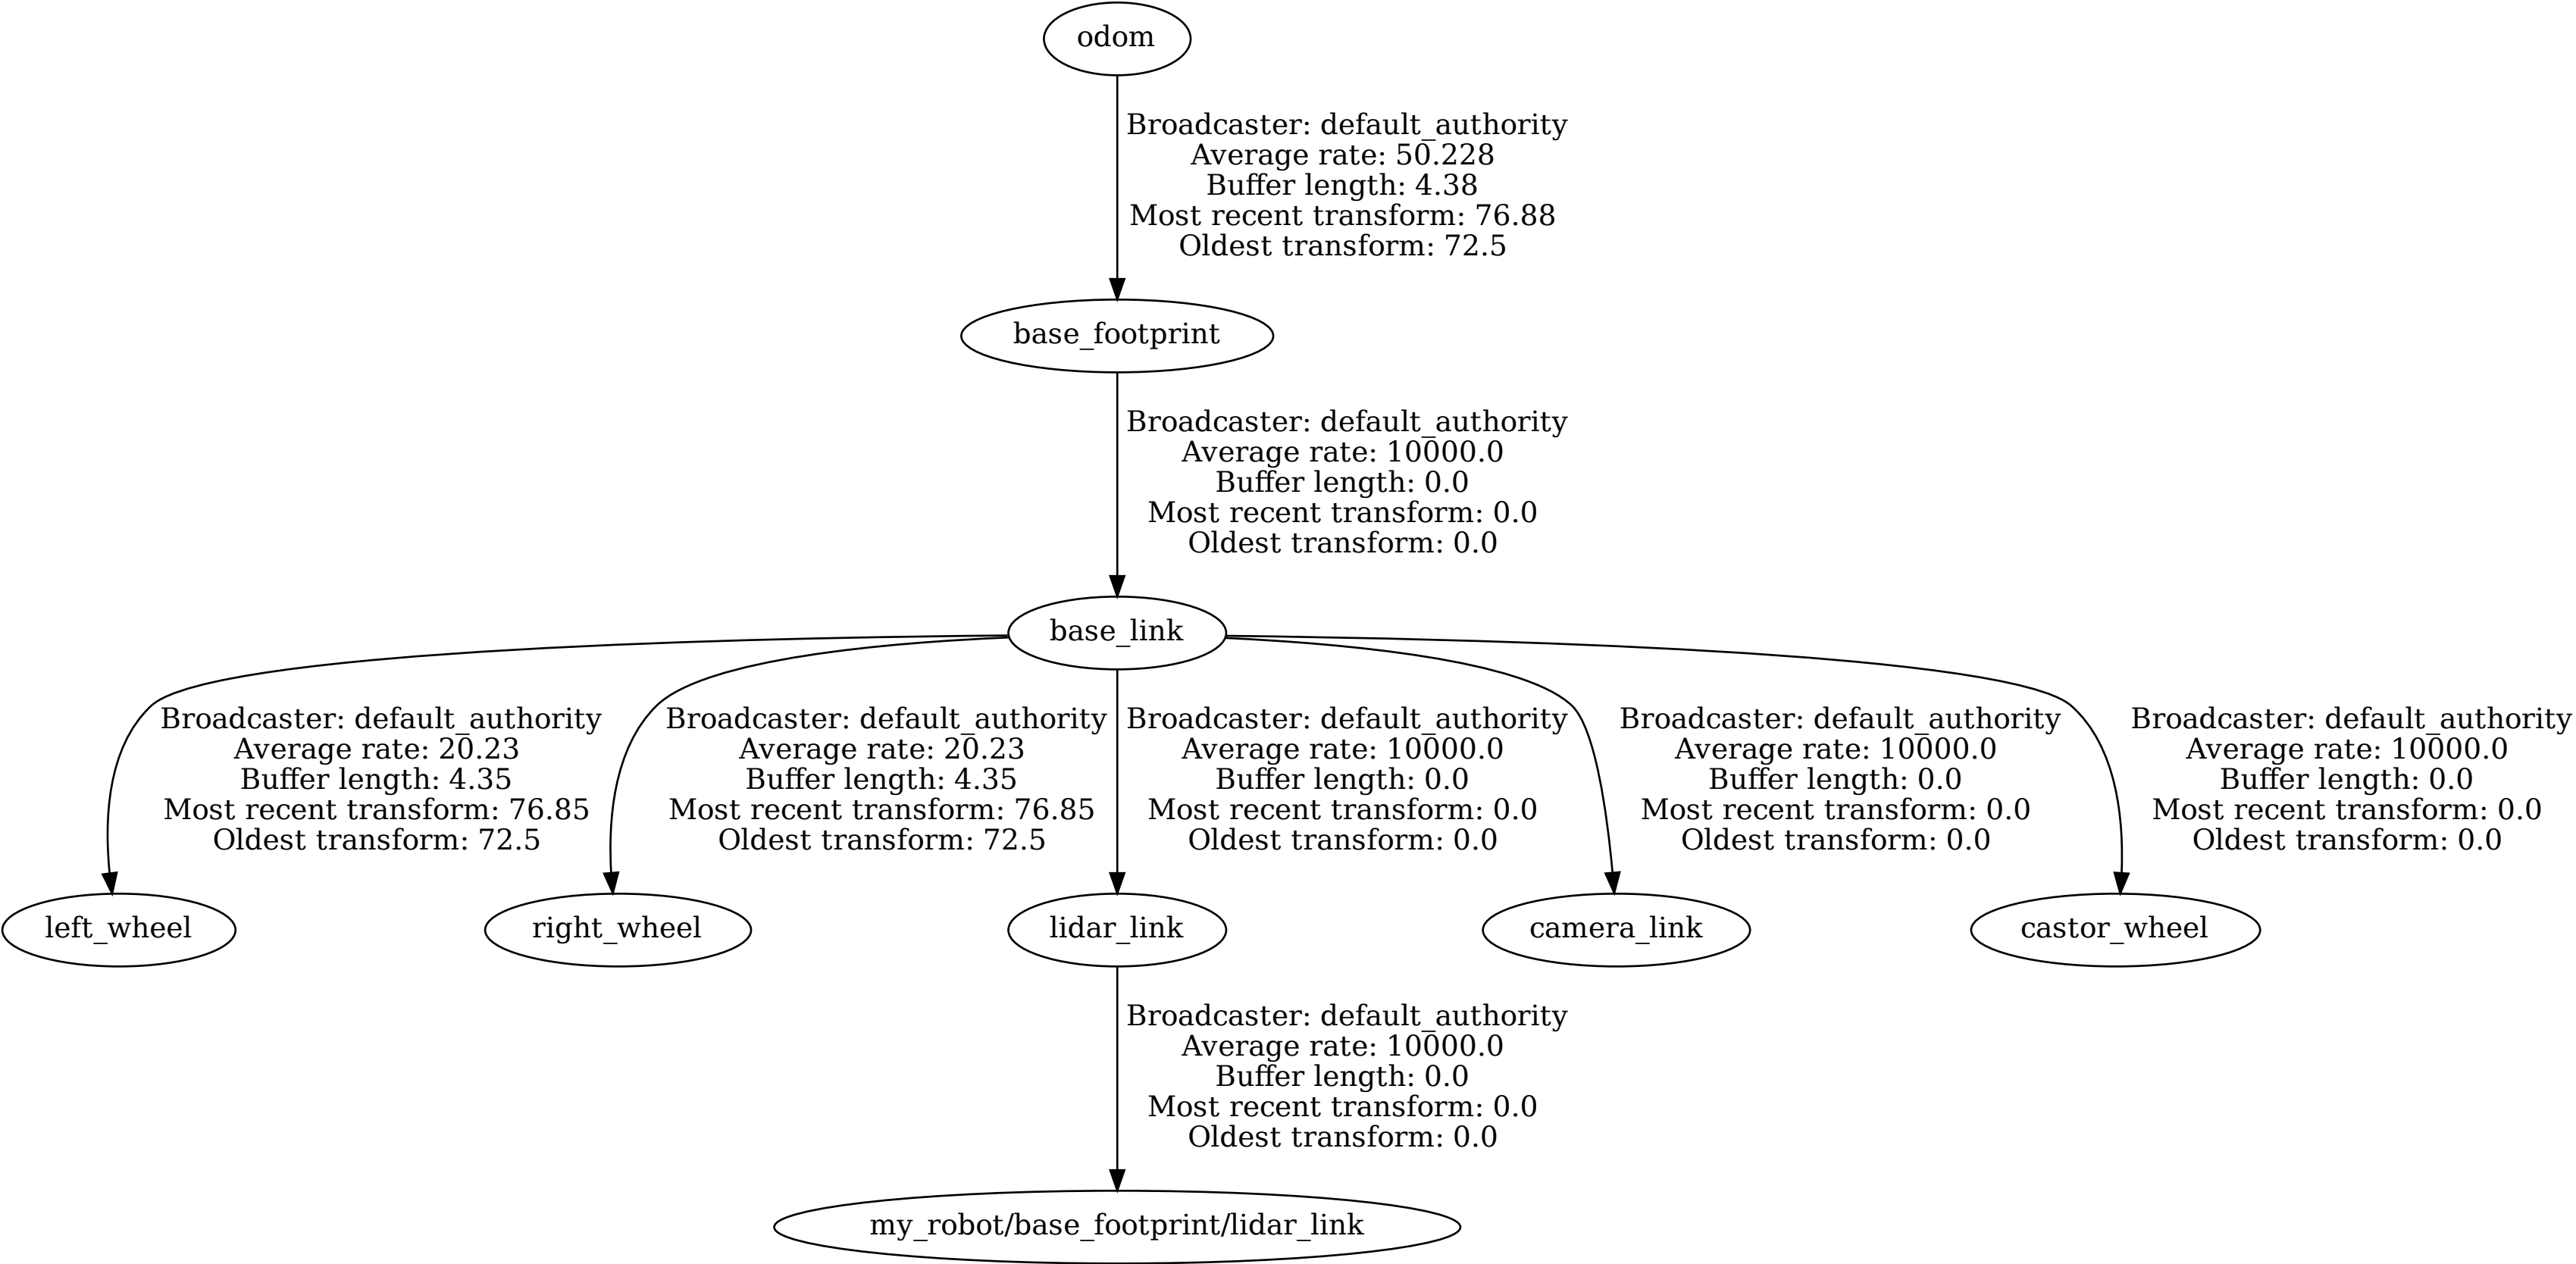 odom
Broadcaster: default_authority
Average rate: 50.228
Buffer length: 4.38
Most recent transform: 76.88
Oldest transform: 72.5
base_footprint
Broadcaster: default_authority
Average rate: 10000.0
Buffer length: 0.0
Most recent transform: 0.0
Oldest transform: 0.0
base_link
Broadcaster: default_authority
Average rate: 20.23
Buffer length: 4.35
Most recent transform: 76.85
Oldest transform: 72.5
Broadcaster: default_authority
Average rate: 20.23
Buffer length: 4.35
Most recent transform: 76.85
Oldest transform: 72.5
Broadcaster: default_authority
Average rate: 10000.0
Buffer length: 0.0
Most recent transform: 0.0
Oldest transform: 0.0
Broadcaster: default_authority
Average rate: 10000.0
Buffer length: 0.0
Most recent transform: 0.0
Oldest transform: 0.0
Broadcaster: default_authority
Average rate: 10000.0
Buffer length: 0.0
Most recent transform: 0.0
Oldest transform: 0.0
left_wheel
right_wheel
lidar_link
camera_link
castor_wheel
Broadcaster: default_authority
Average rate: 10000.0
Buffer length: 0.0
Most recent transform: 0.0
Oldest transform: 0.0
my_robot/base_footprint/lidar_link